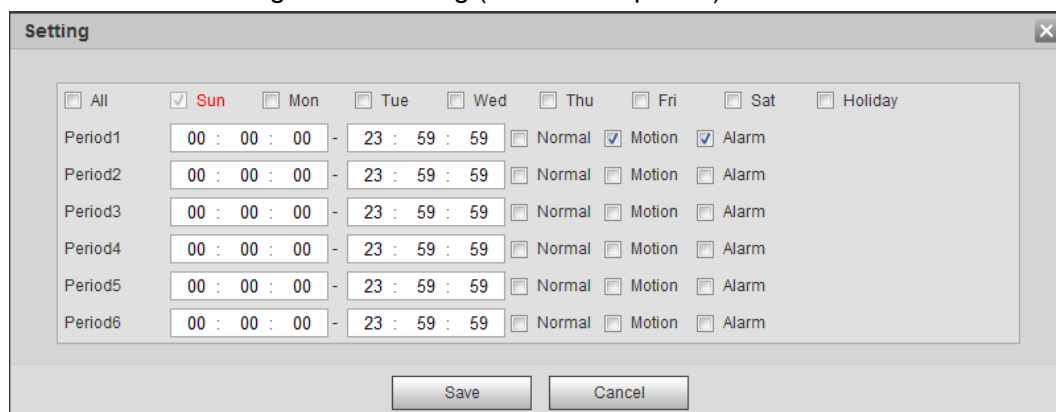 Setting
All Sun Mon Tue Wed Thu Fri Sat Holiday
Period1 00 : 00 : 00 - 23 : 59 : 59 Normal Motion Alarm
Period2 00 : 00 : 00 - 23 : 59 : 59 Normal Motion Alarm
Period3 00 : 00 : 00 - 23 : 59 : 59 Normal Motion Alarm
Period4 00 : 00 : 00 - 23 : 59 : 59 Normal Motion Alarm
Period5 00 : 00 : 00 - 23 : 59 : 59 Normal Motion Alarm
Period6 00 : 00 : 00 - 23 : 59 : 59 Normal Motion Alarm
Save Cancel